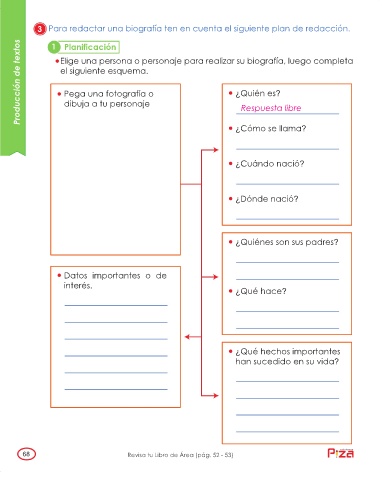 Producción de textos
3 Para redactar una biografía ten en cuenta el siguiente plan de redacción.
1 Planificación
Elige una persona o personaje para realizar su biografía, luego completa
el siguiente esquema.
Pega una fotografía o
dibuja a tu personaje
¿Quién es?
Respuesta libre
¿Cómo se llama?
¿Cuándo nació?
¿Dónde nació?
¿Quiénes son sus padres?
¿Qué hace?
Datos importantes o de
interés.
¿Qué hechos importantes
han sucedido en su vida?
68
Revisa tu Libro de Área (pág. 52 - 53)